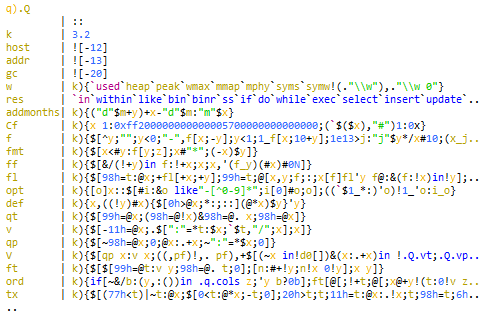 q).Q
         | ::
k        | 3.2
host     | ![-12]
addr     | ![-13]
gc       | ![-20]
w        | k){`used`heap`peak`wmax`mmap`mphy`syms`symw!(."\\w"),."\\w 0"}
res      | `in`within`like`bin`binr`ss`if`do`while`exec`select`insert`update`..
addmonths| k){("d"$m+y)+x-"d"$m:"m"$x}
Cf       | k){x 1:0xff20000000000000570000000000000000;(`$($x),"#")1:0x}
f        | k){$[^y;"";y<0;"-",f[x;-y];y<1;1_f[x;10+y];1e13>j:"j"$y*/x#10;(x_j..
fmt      | k){$[x<#y:f[y;z];x#"*";(-x)$y]}
ff       | k){$[&/(!+y)in f:!+x;x;x,'(f_y)(#x)#0N]}
fl       | k){$[98h=t:@x;+fl[+x;+y];99h=t;@[x,y;f;:;x[f]fl'y f@:&(f:!x)in!y];..
opt      | k){[o]x::$[#i:&o like"-[^0-9]*";i[0]#o;o];((`$1_*:)'o)!1_'o:i_o}
def      | k){x,((!y)#x){$[0h>@x;*:;::](@*x)$y}'y}
qt       | k){$[99h=@x;(98h=@!x)&98h=@. x;98h=@x]}
v        | k){$[-11h=@x;.$[":"=*t:$x;`$t,"/";x];x]}
qp       | k){$[~98h=@x;0;@x:.+x;~":"=*$x;0]}
V        | k){$[qp x:v x;((,pf)!,. pf),+$[(~x in!d0[])&(x:.+x)in !.Q.vt;.Q.vp..
ft       | k){$[$[99h=@t:v y;98h=@. t;0];[n:#+!y;n!x 0!y];x y]}
ord      | k){if[~&/b:(y,:())in .q.cols z;'y b?0b];ft[@[;!+t;@[;x@+y!(t:0!v z..
tx       | k){$[(77h<t)|~t:@x;$[0<t:@*x;-t;0];20h>t;t;11h=t:@x:.!x;t;98h=t;6h..
..